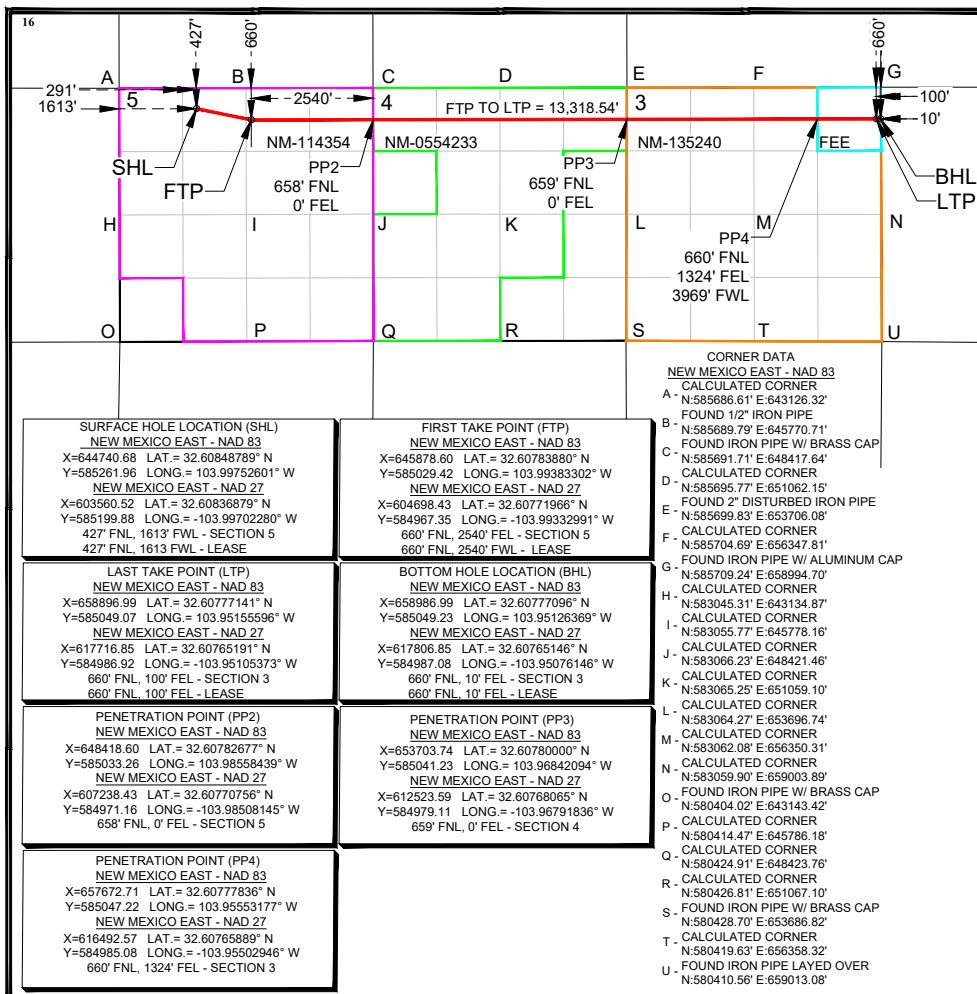 16
427'
660'
660'
A
B
C
D
E
F
G
291'
1613'
5
2540'
4
FTP TO LTP = 13,318.54'
3
100'
10'
SHL
FTP
NM-114354
NM-0554233
NM-135240
FEE
BHL
LTP
PP2
658' FNL
0' FEL
PP3
659' FNL
0' FEL
H
I
J
K
L
M
N
PP4
660' FNL
1324' FEL
3969' FWL
O
P
Q
R
S
T
U
SURFACE HOLE LOCATION (SHL)
NEW MEXICO EAST - NAD 83
X=644740.68 LAT.= 32.60848789° N
Y=585261.96 LONG.= 103.99752601° W
NEW MEXICO EAST - NAD 27
X=603560.52 LAT.= 32.60836879° N
Y=585199.88 LONG.= -103.99702280° W
427' FNL, 1613' FWL - SECTION 5
427' FNL, 1613 FWL - LEASE
FIRST TAKE POINT (FTP)
NEW MEXICO EAST - NAD 83
X=645878.60 LAT.= 32.60783880° N
Y=585029.42 LONG.= 103.99383302° W
NEW MEXICO EAST - NAD 27
X=604698.43 LAT.= 32.60771966° N
Y=584967.35 LONG.= -103.99332991° W
660' FNL, 2540' FEL - SECTION 5
660' FNL, 2540' FWL - LEASE
LAST TAKE POINT (LTP)
NEW MEXICO EAST - NAD 83
X=658896.99 LAT.= 32.60777141° N
Y=585049.07 LONG.= 103.95155596° W
NEW MEXICO EAST - NAD 27
X=617716.85 LAT.= 32.60765191° N
Y=584986.92 LONG.= -103.95105373° W
660' FNL, 100' FEL - SECTION 3
660' FNL, 100' FEL - LEASE
BOTTOM HOLE LOCATION (BHL)
NEW MEXICO EAST - NAD 83
X=658986.99 LAT.= 32.60777096° N
Y=585049.23 LONG.= 103.95126369° W
NEW MEXICO EAST - NAD 27
X=617806.85 LAT.= 32.60765146° N
Y=584987.08 LONG.= -103.95076146° W
660' FNL, 10' FEL - SECTION 3
660' FNL, 10' FEL - LEASE
PENETRATION POINT (PP2)
NEW MEXICO EAST - NAD 83
X=648418.60 LAT.= 32.60782677° N
Y=585033.26 LONG.= 103.98558439° W
NEW MEXICO EAST - NAD 27
X=607238.43 LAT.= 32.60770756° N
Y=584971.16 LONG.= -103.98508145° W
658' FNL, 0' FEL - SECTION 5
PENETRATION POINT (PP3)
NEW MEXICO EAST - NAD 83
X=653703.74 LAT.= 32.60780000° N
Y=585041.23 LONG.= 103.96842094° W
NEW MEXICO EAST - NAD 27
X=612523.59 LAT.= 32.60768065° N
Y=584979.11 LONG.= -103.96791836° W
659' FNL, 0' FEL - SECTION 4
PENETRATION POINT (PP4)
NEW MEXICO EAST - NAD 83
X=657672.71 LAT.= 32.60777836° N
Y=585047.22 LONG.= 103.95553177° W
NEW MEXICO EAST - NAD 27
X=616492.57 LAT.= 32.60765889° N
Y=584985.08 LONG.= -103.95502946° W
660' FNL, 1324' FEL - SECTION 3
CORNER DATA
NEW MEXICO EAST - NAD 83
A - CALCULATED CORNER
N:585686.61' E:643126.32'
B - FOUND 1/2" IRON PIPE
N:585689.79' E:645770.71'
C - FOUND IRON PIPE W/ BRASS CAP
N:585691.71' E:648417.64'
D - CALCULATED CORNER
N:585695.77' E:651062.15'
E - FOUND 2" DISTURBED IRON PIPE
N:585699.83' E:653706.08'
F - CALCULATED CORNER
N:585704.69' E:656347.81'
G - FOUND IRON PIPE W/ ALUMINUM CAP
N:585709.24' E:658994.70'
H - CALCULATED CORNER
N:583045.31' E:643134.87'
I - CALCULATED CORNER
N:583055.77' E:645778.16'
J - CALCULATED CORNER
N:583066.23' E:648421.46'
K - CALCULATED CORNER
N:583065.25' E:651059.10'
L - CALCULATED CORNER
N:583064.27' E:653696.74'
M - CALCULATED CORNER
N:583062.08' E:656350.31'
N - CALCULATED CORNER
N:583059.90' E:659003.89'
O - FOUND IRON PIPE W/ BRASS CAP
N:580404.02' E:643143.42'
P - CALCULATED CORNER
N:580414.47' E:645786.18'
Q - CALCULATED CORNER
N:580424.91' E:648423.76'
R - CALCULATED CORNER
N:580426.81' E:651067.10'
S - FOUND IRON PIPE W/ BRASS CAP
N:580428.70' E:653686.82'
T - CALCULATED CORNER
N:580419.63' E:656358.32'
U - FOUND IRON PIPE LAYED OVER
N:580410.56' E:659013.08'